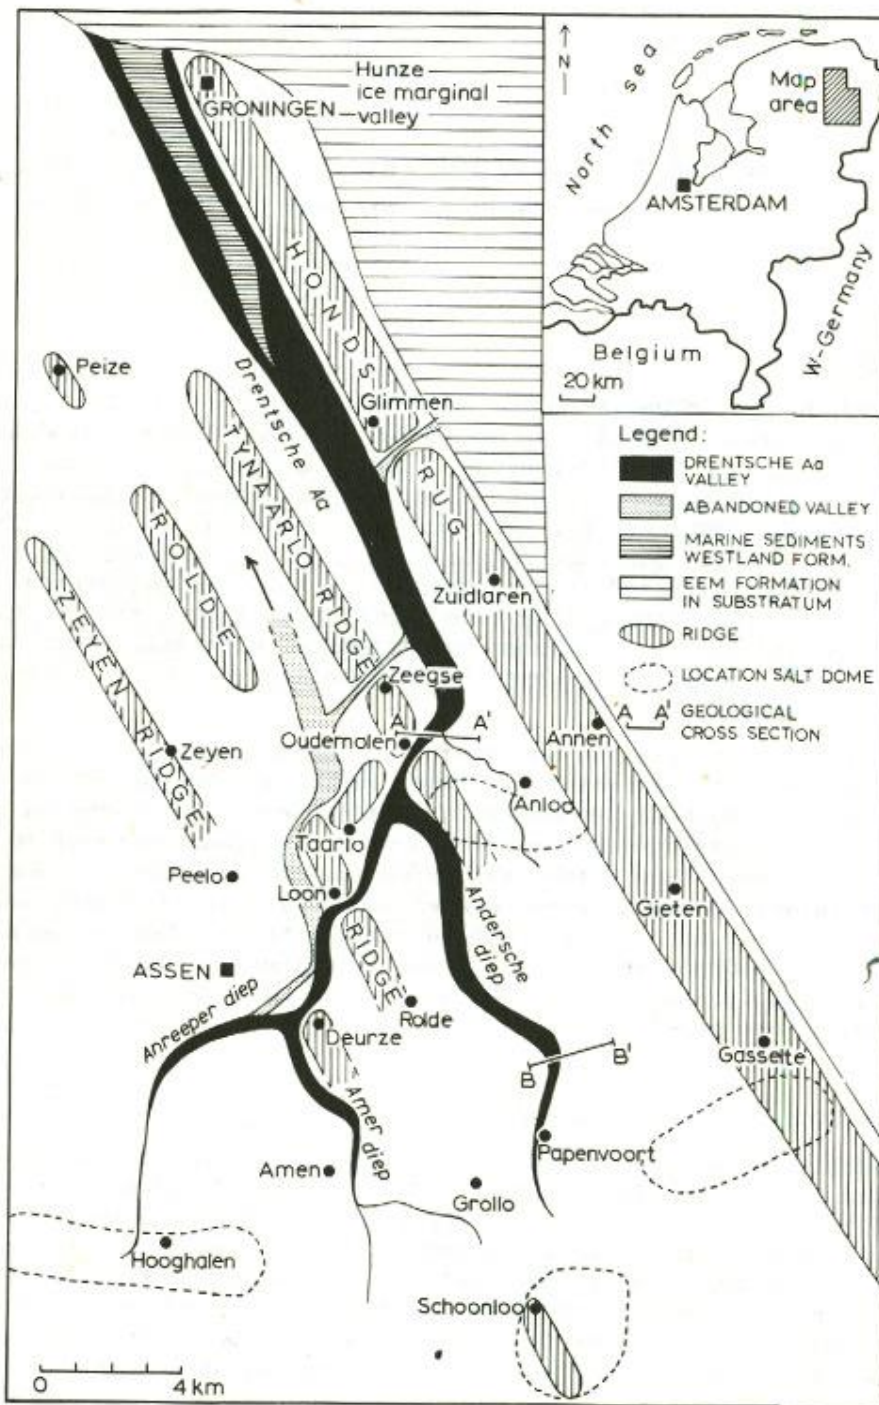 Hunze
ice marginal
valley
GRONINGEN
HONDS
RUG
Peize
Drentsche Aa
Glimmen
TYNAARLO RIDGE
ROLDE
ZEYEN RIDGE
Zuidlaren
Zeegse
A A'
Oudemolen
Annen
Zeyen
Anloo
Taarlo
Peelo
Loon
Gieten
Andersche
diep
RIDGE
ASSEN
Anreeper diep
Rolde
Deurze
Gasselte
B B'
Amer
diep
Papenvoort
Amen
Grollo
Hooghalen
Schoonloo
0 4 km
N
North sea
Map
area
AMSTERDAM
W-Germany
Belgium
20 km
Legend:
DRENTSCHE Aa
VALLEY
ABANDONED VALLEY
MARINE SEDIMENTS
WESTLAND FORM.
EEM FORMATION
IN SUBSTRATUM
RIDGE
LOCATION SALT DOME
A A' GEOLOGICAL
CROSS SECTION